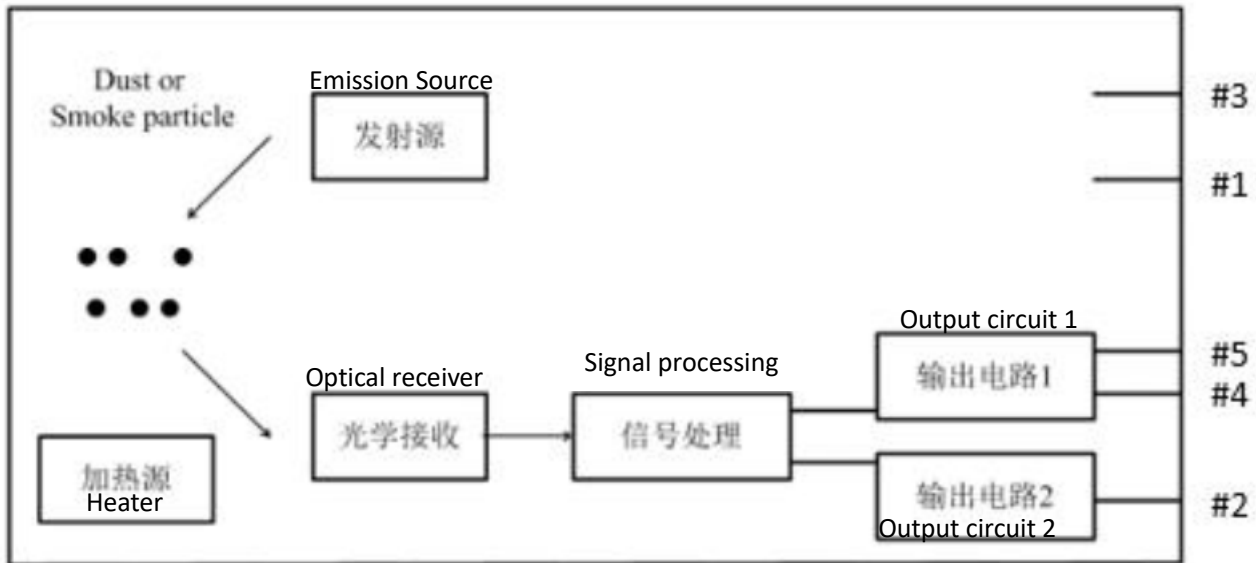 Dust or
Smoke particle
Emission Source
发射源
#3
#1
Output circuit 1
输出电路1
#5
#4
Signal processing
信号处理
Optical receiver
光学接收
加热源
Heater
输出电路2
Output circuit 2
#2